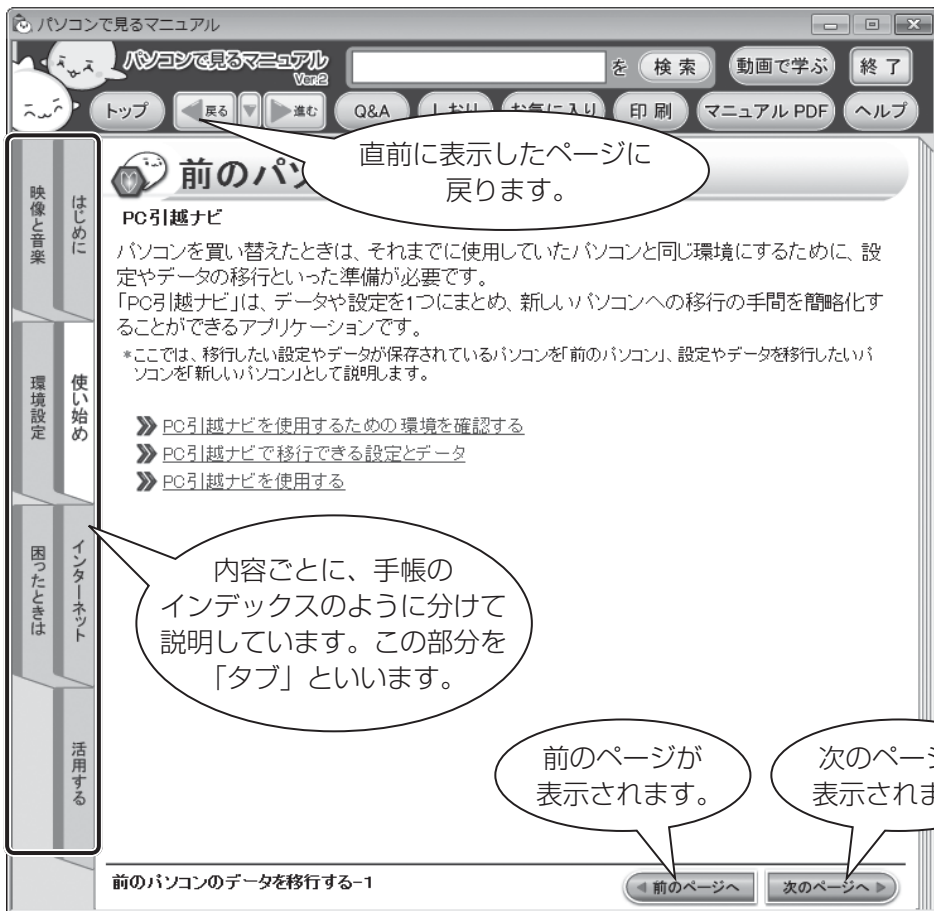 パソコンで見るマニュアル
パソコンで見るマニュアル
Ver.2
を 検索 動画で学ぶ 終了
トップ 戻る 進む Q&A しおり お気に入り 印刷 マニュアルPDF ヘルプ
直前に表示したページに
戻ります。
前のパソ
PC引越ナビ
パソコンを買い替えたときは、それまでに使用していたパソコンと同じ環境にするために、設
定やデータの移行といった準備が必要です。
「PC引越ナビ」は、データや設定を1つにまとめ、新しいパソコンへの移行の手間を簡略化す
ることができるアプリケーションです。
*ここでは、移行したい設定やデータが保存されているパソコンを「前のパソコン」、設定やデータを移行したいパ
ソコンを「新しいパソコン」として説明します。
PC引越ナビを使用するための環境を確認する
PC引越ナビで移行できる設定とデータ
PC引越ナビを使用する
はじめに
映像と音楽
使い始め
環境設定
インターネット
困ったときは
活用する
内容ごとに、手帳の
インデックスのように分けて
説明しています。この部分を
「タブ」といいます。
前のページが
表示されます。
次のページ
表示されま
前のパソコンのデータを移行する-1
前のページへ 次のページへ